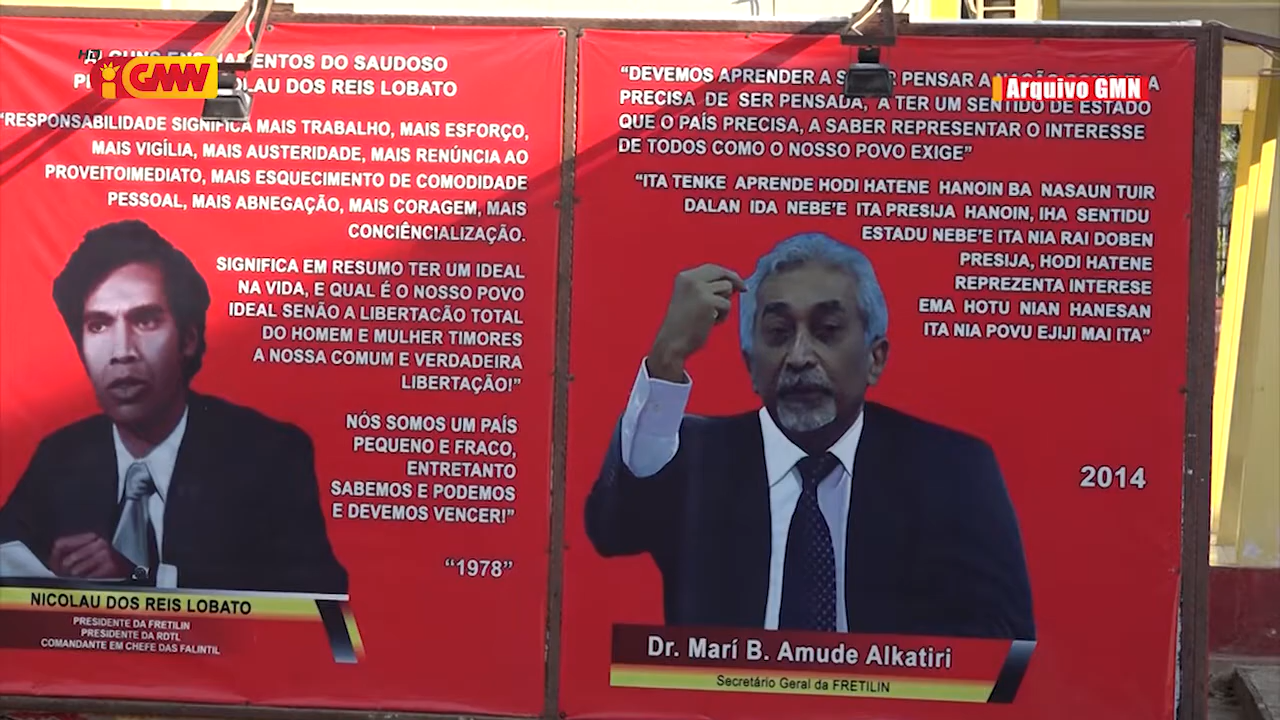 ALGUNS ENSINAMENTOS DO SAUDOSO
NICOLAU DOS REIS LOBATO
"RESPONSABILIDADE SIGNIFICA MAIS TRABALHO, MAIS ESFORÇO,
MAIS VIGÍLIA, MAIS AUSTERIDADE, MAIS RENÚNCIA AO
PROVEITOIMEDIATO, MAIS ESQUECIMENTO DE COMODIDADE
PESSOAL, MAIS ABNEGAÇÃO, MAIS CORAGEM, MAIS
CONCIÊNCIALIZAÇÃO.
SIGNIFICA EM RESUMO TER UM IDEAL
NA VIDA, E QUAL É O NOSSO POVO
IDEAL SENÃO A LIBERTACÃO TOTAL
DO HOMEM E MULHER TIMORES
A NOSSA COMUM E VERDADEIRA
LIBERTAÇÃO!"
NÓS SOMOS UM PAÍS
PEQUENO E FRACO,
ENTRETANTO
SABEMOS E PODEMOS
E DEVEMOS VENCER!"
"1978"
NICOLAU DOS REIS LOBATO
PRESIDENTE DA FRETILIN
PRESIDENTE DA RDTL
COMANDANTE EM CHEFE DAS FALINTIL
GMN
Arquivo GMN
"DEVEMOS APRENDER A SABER PENSAR A NAÇÃO COMO ELA
PRECISA DE SER PENSADA, A TER UM SENTIDO DE ESTADO
QUE O PAÍS PRECISA, A SABER REPRESENTAR O INTERESSE
DE TODOS COMO O NOSSO POVO EXIGE"
"ITA TENKE APRENDE HODI HATENE HANOIN BA NASAUN TUIR
DALAN IDA NEBE'E ITA PRESIJA HANOIN, IHA SENTIDU
ESTADU NEBE'E ITA NIA RAI DOBEN
PRESIJA, HODI HATENE
REPREZENTA INTERESE
EMA HOTU NIAN HANESAN
ITA NIA POVU EJIJI MAI ITA"
2014
Dr. Marí B. Amude Alkatiri
Secretário Geral da FRETILIN